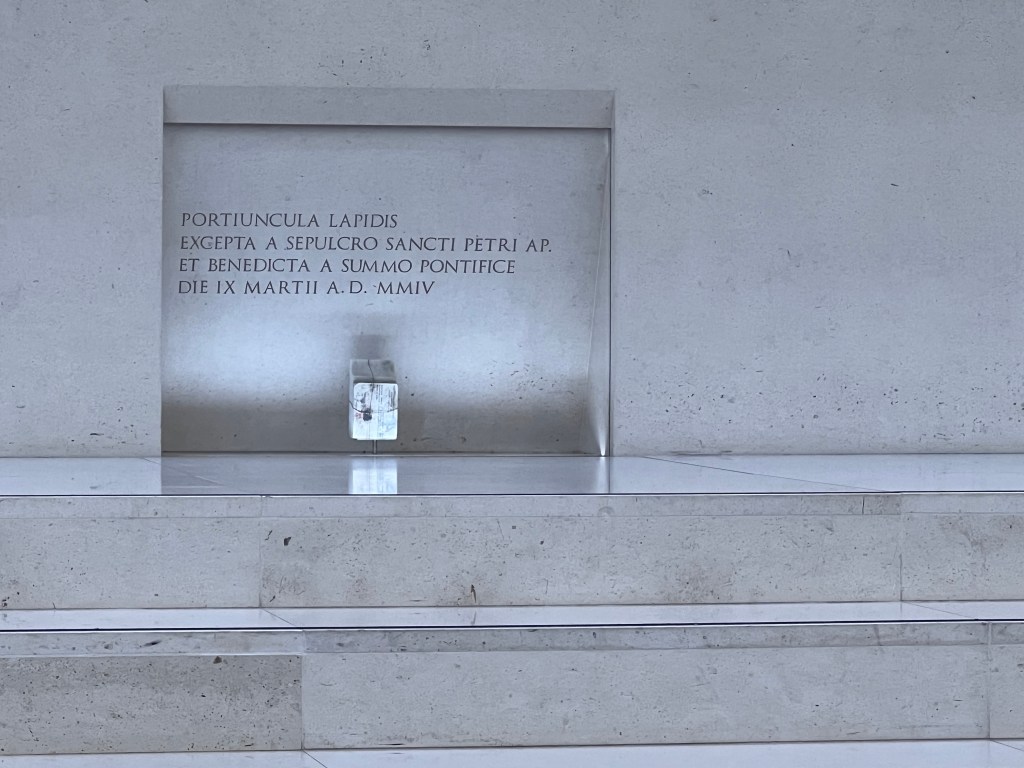 PORTIUNCULA LAPIDIS
EXCEPTA A SEPULCRO SANCTI PETRI AP.
ET BENEDICTA A SUMMO PONTIFICE
DIE IX MARTII A.D. MMIV